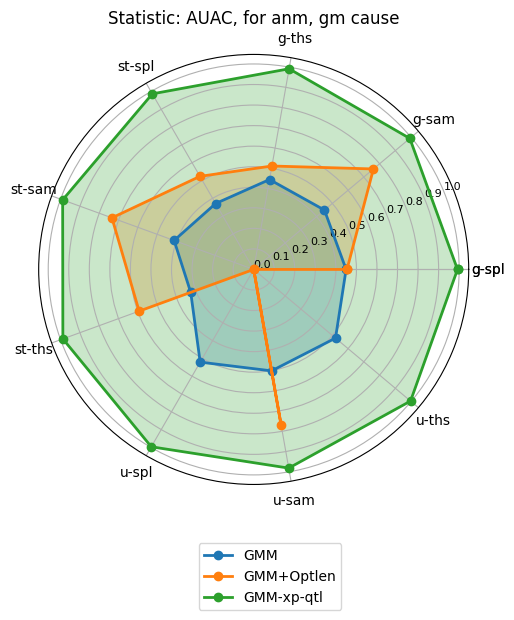 Statistic: AUAC, for anm, gm cause
g-ths
st-spl
g-sam
st-sam
0.0 0.1 0.2 0.3 0.4 0.5 0.6 0.7 0.8 0.9 1.0
g-spl
st-ths
u-ths
u-spl
u-sam
GMM
GMM+Optlen
GMM-xp-qtl